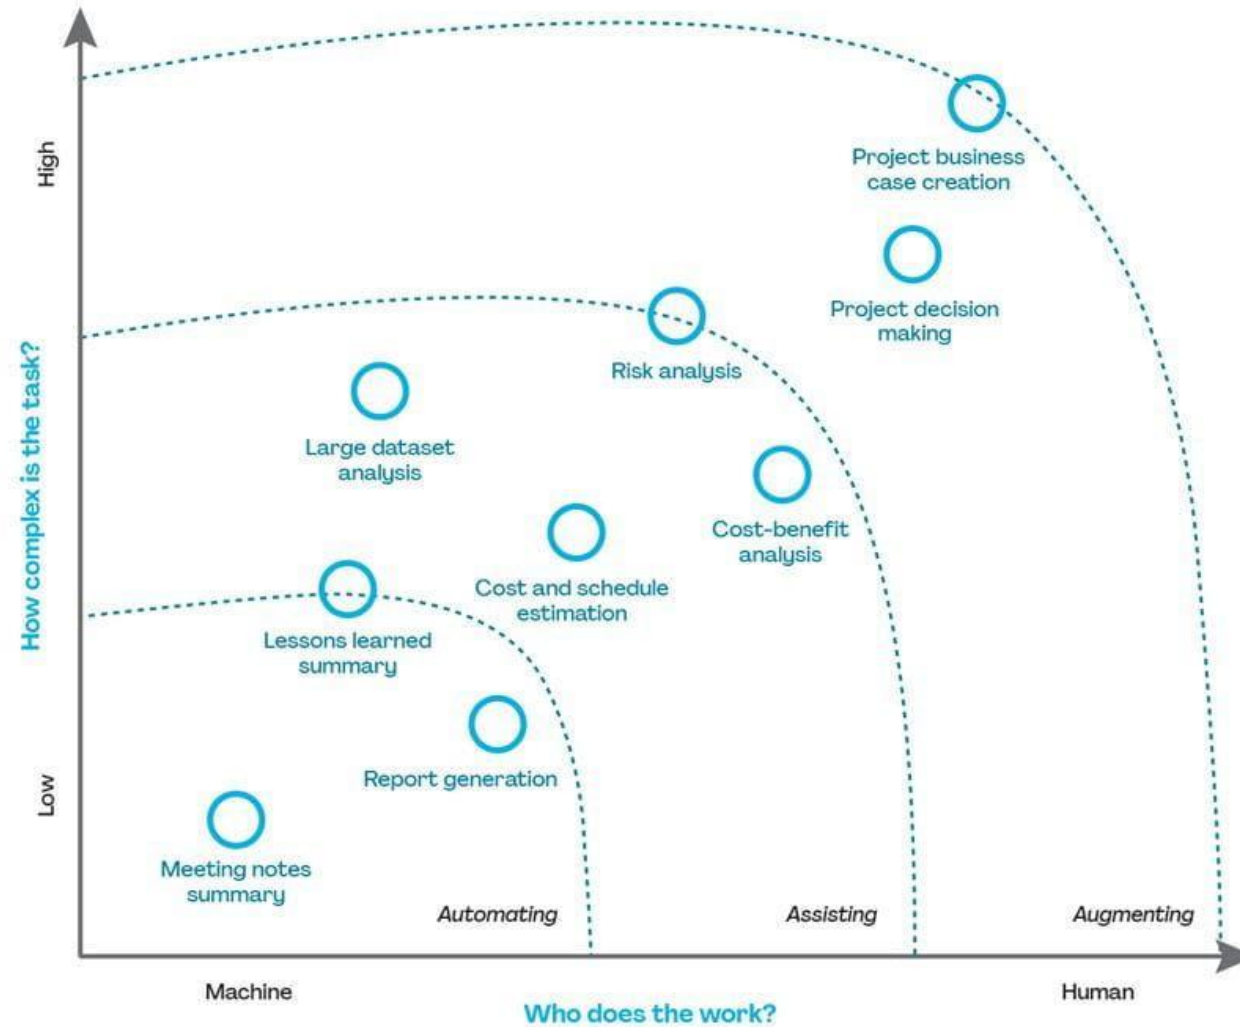 High
Project business
case creation
Project decision
making
Risk analysis
Large dataset
analysis
How complex is the task?
Cost-benefit
analysis
Cost and schedule
estimation
Lessons learned
summary
Report generation
Low
Meeting notes
summary
Automating
Assisting
Augmenting
Machine
Human
Who does the work?